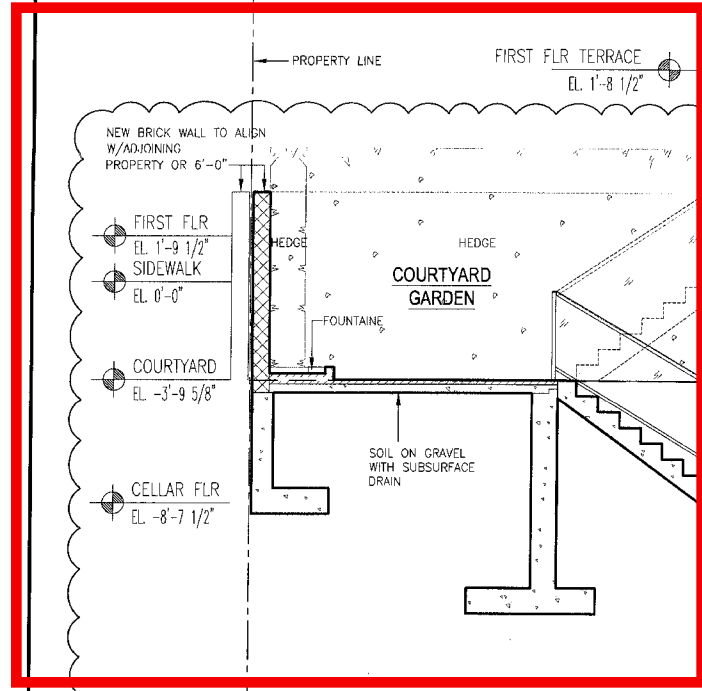 PROPERTY LINE
FIRST FLR TERRACE
EL. 1'-8 1/2"
NEW BRICK WALL TO ALIGN
W/ADJOINING
PROPERTY OR 6'-0"
FIRST FLR
EL. 1'-9 1/2"
SIDEWALK
EL. 0'-0"
HEDGE
HEDGE
COURTYARD
GARDEN
FOUNTAINE
COURTYARD
EL. -3'-9 5/8"
SOIL ON GRAVEL
WITH SUBSURFACE
DRAIN
CELLAR FLR
EL. -8'-7 1/2"